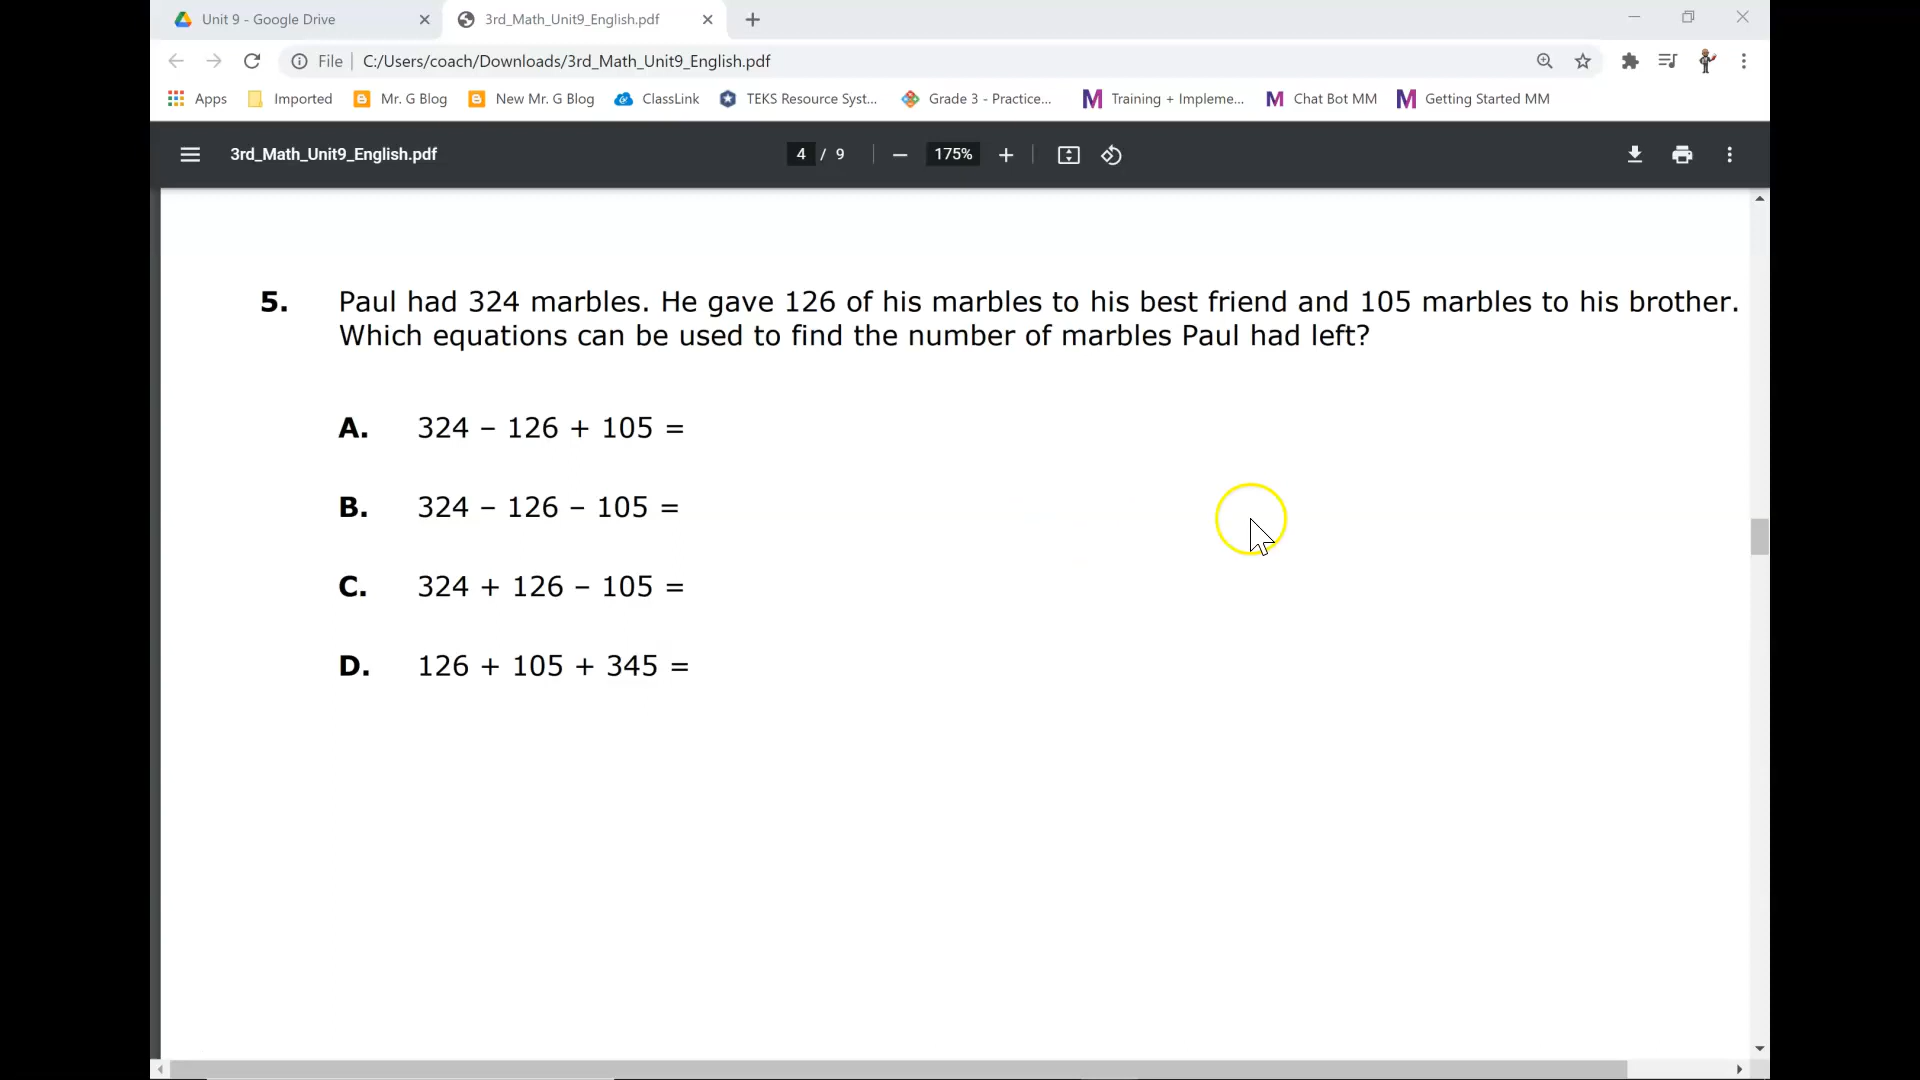 Unit 9 - Google Drive
3rd_Math_Unit9_English.pdf
File | C:/Users/coach/Downloads/3rd_Math_Unit9_English.pdf
Apps Imported Mr. G Blog New Mr. G Blog ClassLink TEKS Resource Syst... Grade 3 - Practice... Training + Impleme... Chat Bot MM Getting Started MM
3rd_Math_Unit9_English.pdf 4 / 9 175%
5. Paul had 324 marbles. He gave 126 of his marbles to his best friend and 105 marbles to his brother.
Which equations can be used to find the number of marbles Paul had left?
A. 324 – 126 + 105 =
B. 324 – 126 – 105 =
C. 324 + 126 – 105 =
D. 126 + 105 + 345 =